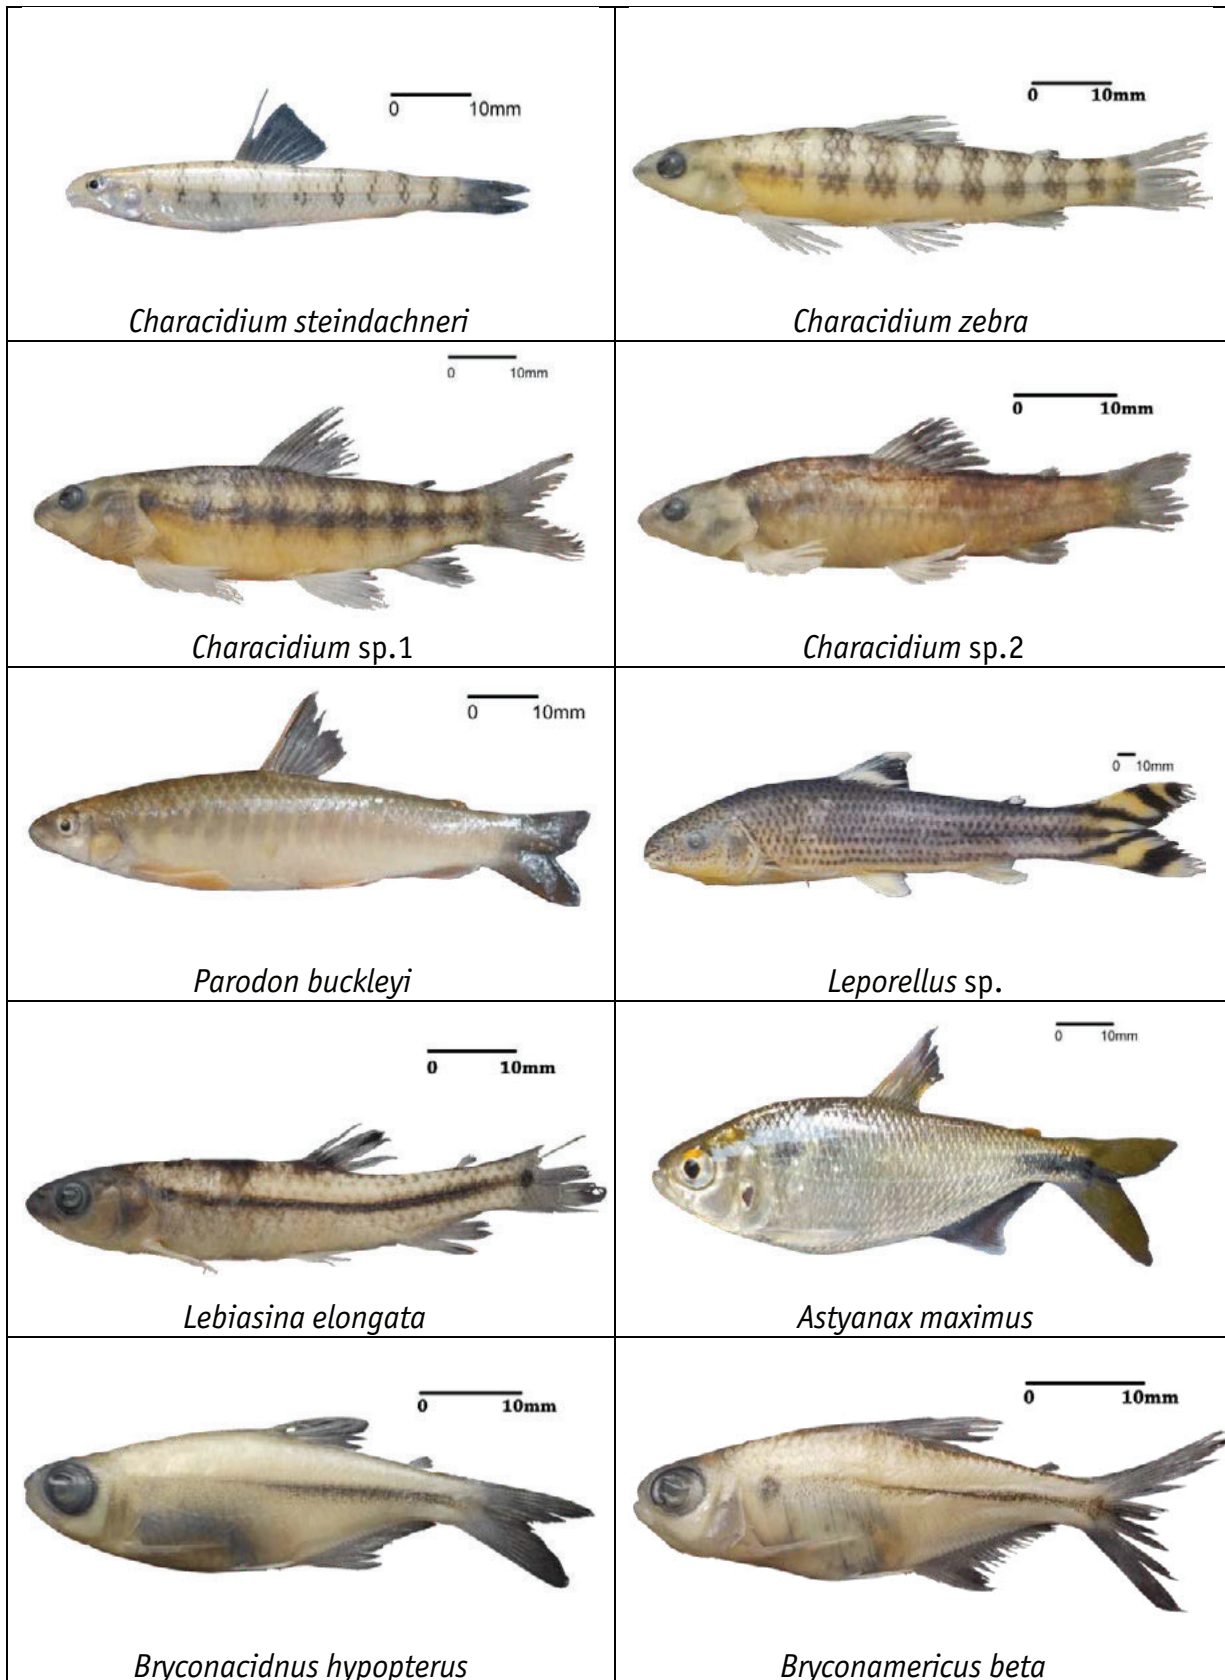 0 10mm
0 10mm
Characidium steindachneri
Characidium zebra
0 10mm
0 10mm
Characidium sp.1
Characidium sp.2
0 10mm
0 10mm
Parodon buckleyi
Leporellus sp.
0 10mm
0 10mm
Lebiasina elongata
Astyanax maximus
0 10mm
0 10mm
Bryconacidnus hypopterus
Bryconamericus beta